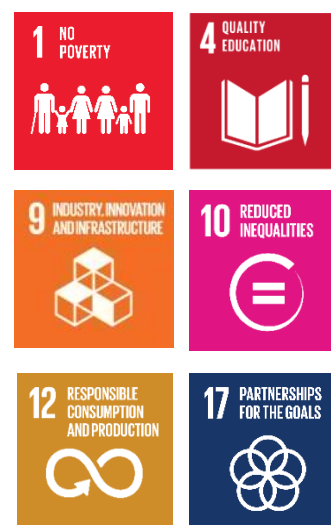 1 NO
POVERTY
4 QUALITY
EDUCATION
9 INDUSTRY, INNOVATION
AND INFRASTRUCTURE
10 REDUCED
INEQUALITIES
12 RESPONSIBLE
CONSUMPTION
AND PRODUCTION
17 PARTNERSHIPS
FOR THE GOALS